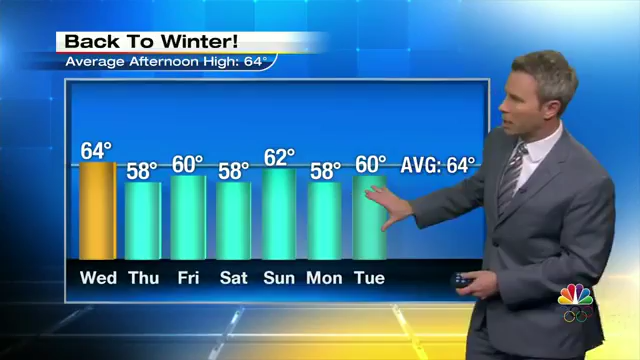 Back To Winter!
Average Afternoon High: 64°
64° 58° 60° 58° 62° 58° 60° AVG: 64°
Wed Thu Fri Sat Sun Mon Tue